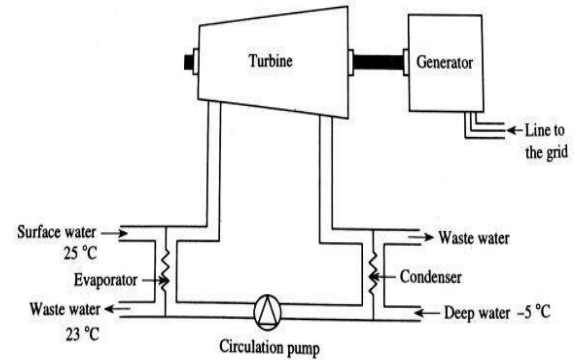 Turbine
Generator
Line to
the grid
Surface water
25 °C
Waste water
Evaporator
Condenser
Waste water
23 °C
Deep water –5 °C
Circulation pump